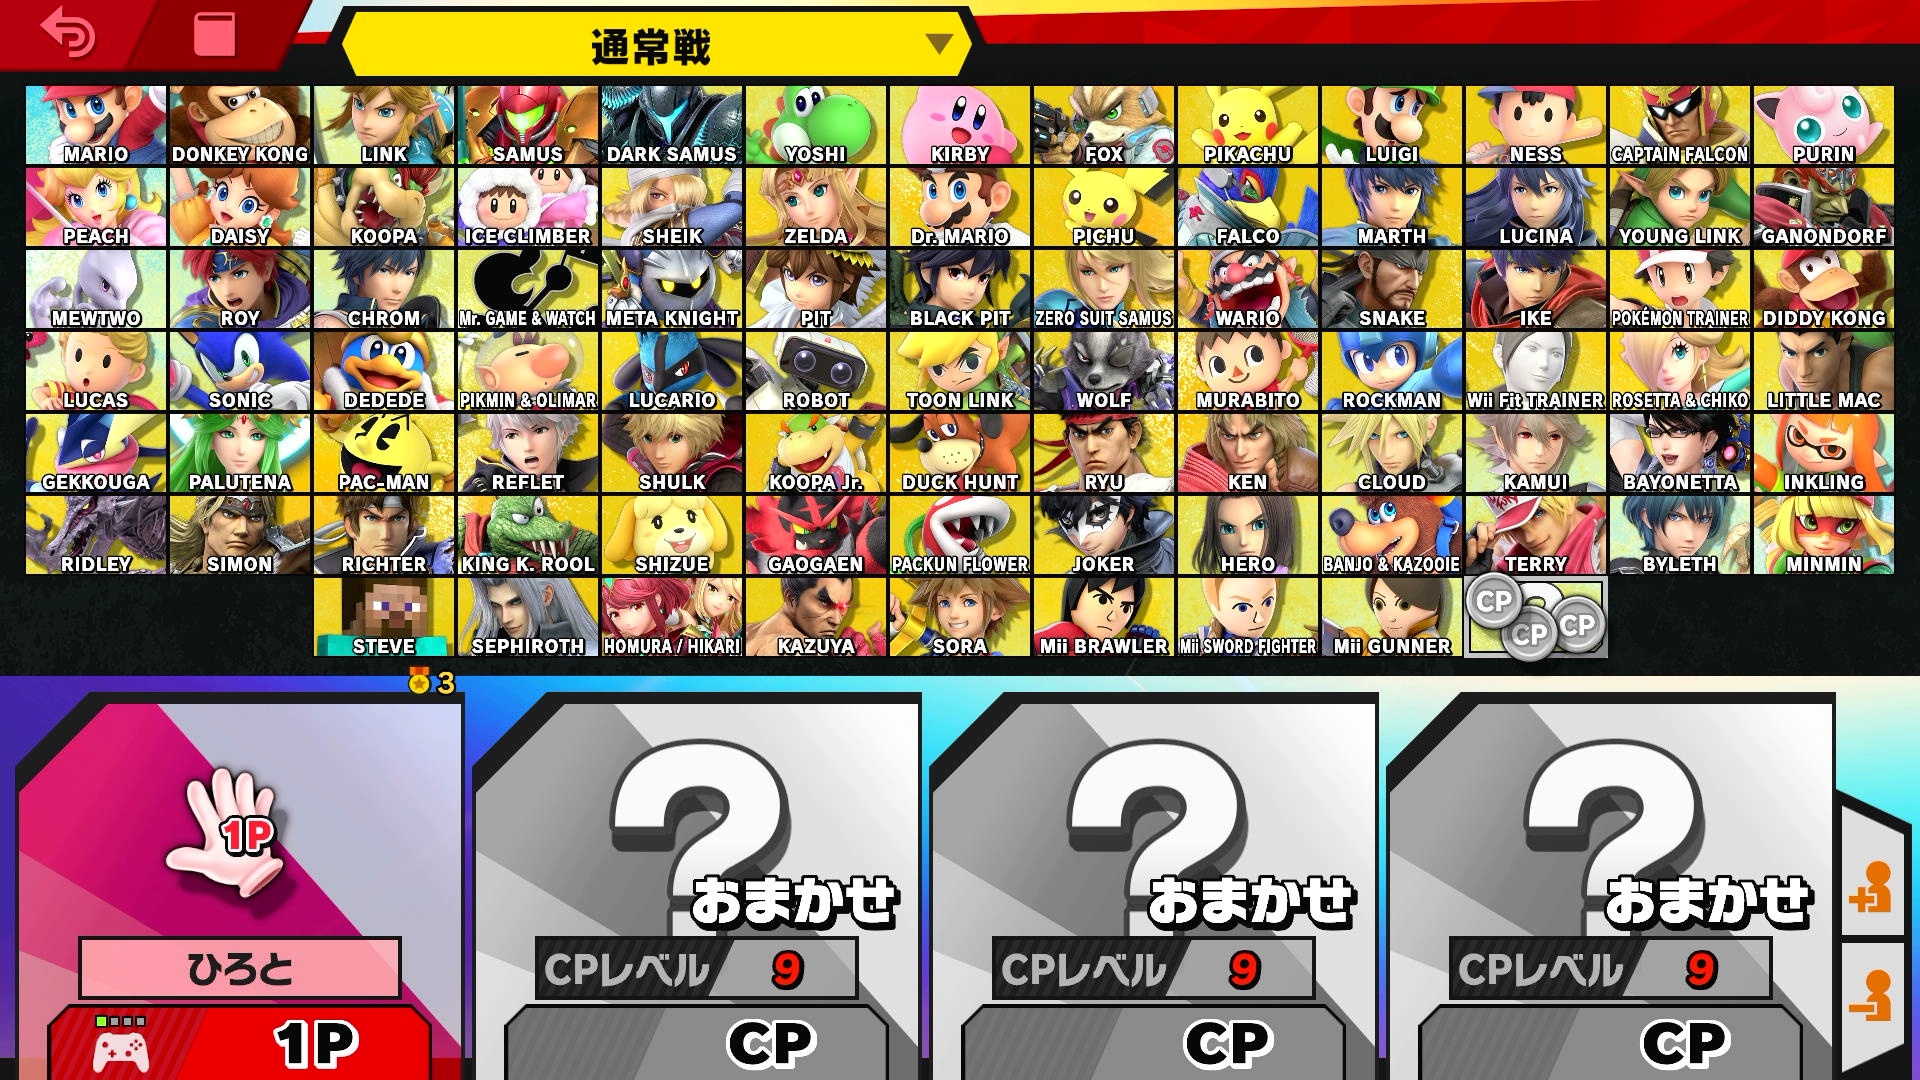 通常戦
MARIO
DONKEY KONG
LINK
SAMUS
DARK SAMUS
YOSHI
KIRBY
FOX
PIKACHU
LUIGI
NESS
CAPTAIN FALCON
PURIN
PEACH
DAISY
KOOPA
ICE CLIMBER
SHEIK
ZELDA
Dr. MARIO
PICHU
FALCO
MARTH
LUCINA
YOUNG LINK
GANONDORF
MEWTWO
ROY
CHROM
Mr. GAME & WATCH
META KNIGHT
PIT
BLACK PIT
ZERO SUIT SAMUS
WARIO
SNAKE
IKE
POKÉMON TRAINER
DIDDY KONG
LUCAS
SONIC
DEDEDE
PIKMIN & OLIMAR
LUCARIO
ROBOT
TOON LINK
WOLF
MURABITO
ROCKMAN
Wii Fit TRAINER
ROSETTA & CHIKO
LITTLE MAC
GEKKOUGA
PALUTENA
PAC-MAN
REFLET
SHULK
KOOPA Jr.
DUCK HUNT
RYU
KEN
CLOUD
KAMUI
BAYONETTA
INKLING
RIDLEY
SIMON
RICHTER
KING K. ROOL
SHIZUE
GAOGAEN
PACKUN FLOWER
JOKER
HERO
BANJO & KAZOOIE
TERRY
BYLETH
MINMIN
STEVE
SEPHIROTH
HOMURA / HIKARI
KAZUYA
SORA
Mii BRAWLER
Mii SWORD FIGHTER
Mii GUNNER
CP
CP
CP
3
1P
ひろと
1P
?
おまかせ
CPレベル 9
CP
?
おまかせ
CPレベル 9
CP
?
おまかせ
CPレベル 9
CP